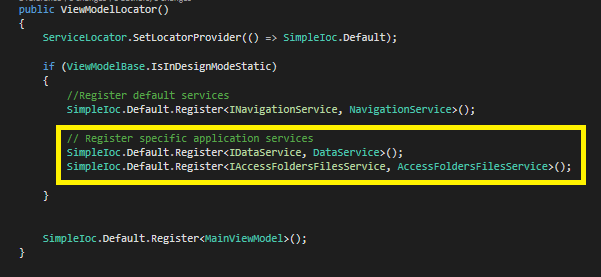 public ViewModelLocator()
{
ServiceLocator.SetLocatorProvider(() => SimpleIoc.Default);
if (ViewModelBase.IsInDesignModeStatic)
{
//Register default services
SimpleIoc.Default.Register<INavigationService, NavigationService>();
// Register specific application services
SimpleIoc.Default.Register<IDataService, DataService>();
SimpleIoc.Default.Register<IAccessFoldersFilesService, AccessFoldersFilesService>();
}
SimpleIoc.Default.Register<MainViewModel>();
}